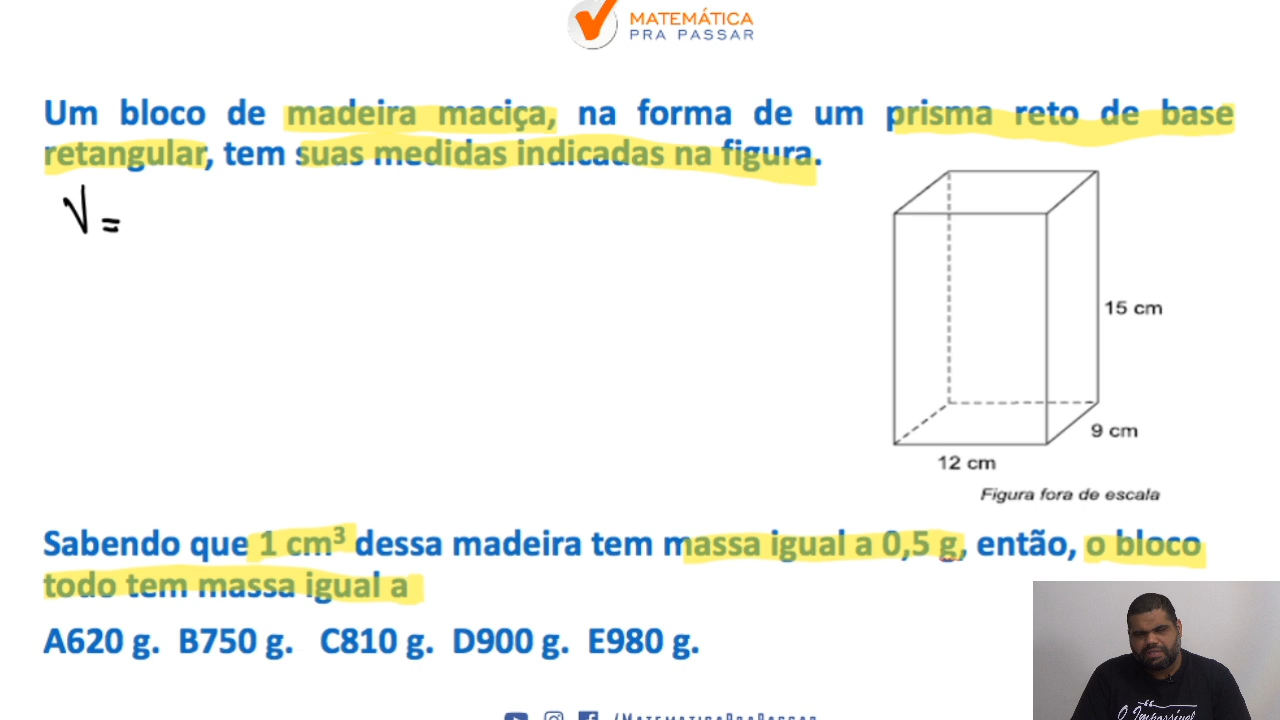 MATEMÁTICA
PRA PASSAR
Um bloco de madeira maciça, na forma de um prisma reto de base
retangular, tem suas medidas indicadas na figura.
V =
15 cm
9 cm
12 cm
Figura fora de escala
Sabendo que 1 cm³ dessa madeira tem massa igual a 0,5 g, então, o bloco
todo tem massa igual a
A620 g. B750 g. C810 g. D900 g. E980 g.
O Impossível
/MATEMATICAPRAPASSAR